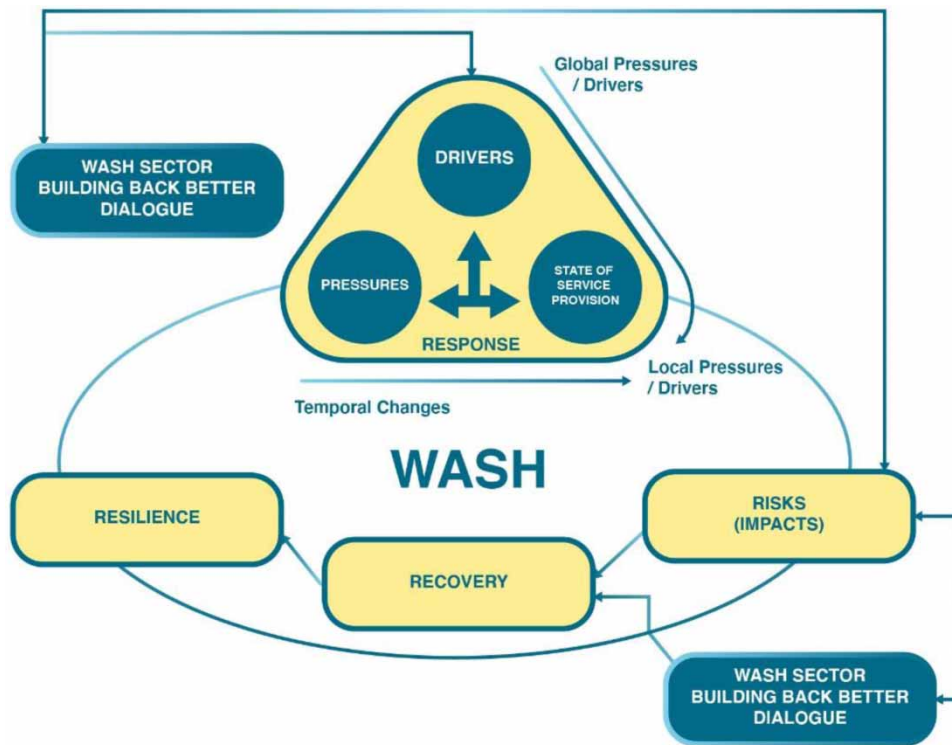 Global Pressures
/ Drivers
WASH SECTOR
BUILDING BACK BETTER
DIALOGUE
DRIVERS
PRESSURES
STATE OF
SERVICE
PROVISION
RESPONSE
Local Pressures
/ Drivers
Temporal Changes
WASH
RESILIENCE
RISKS
(IMPACTS)
RECOVERY
WASH SECTOR
BUILDING BACK BETTER
DIALOGUE